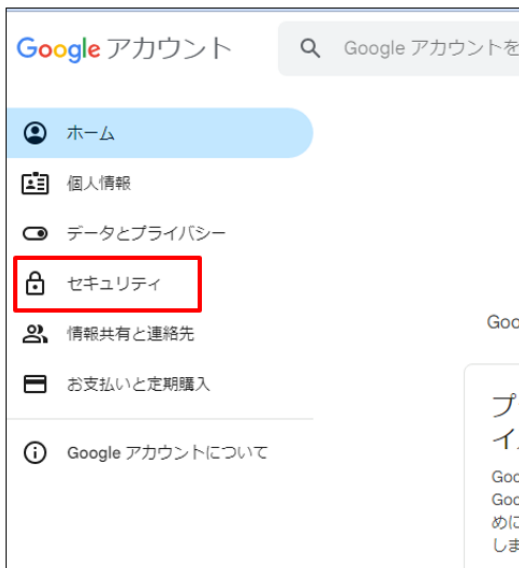 Google アカウント
Google アカウントを
ホーム
個人情報
データとプライバシー
セキュリティ
情報共有と連絡先
お支払いと定期購入
Google アカウントについて
Goo
プ
イ
Goo
Goo
めに
しま